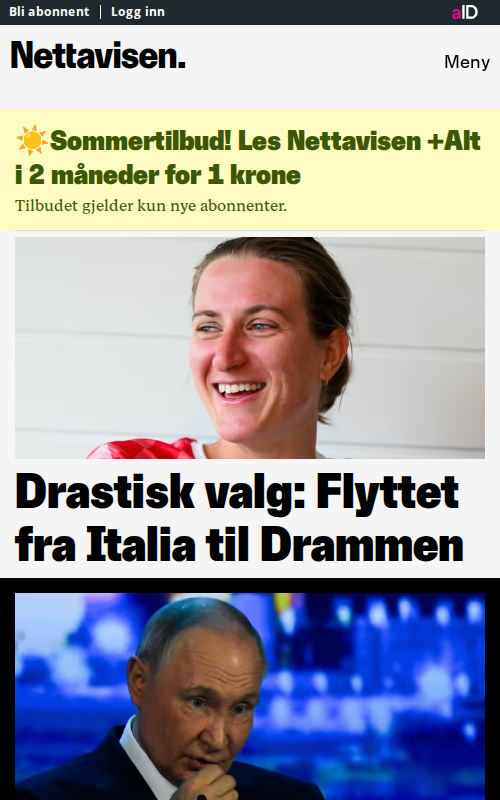 Bli abonnent | Logg inn
aID
Nettavisen.
Meny
☀️Sommertilbud! Les Nettavisen +Alt
i 2 måneder for 1 krone
Tilbudet gjelder kun nye abonnenter.
Drastisk valg: Flyttet
fra Italia til Drammen